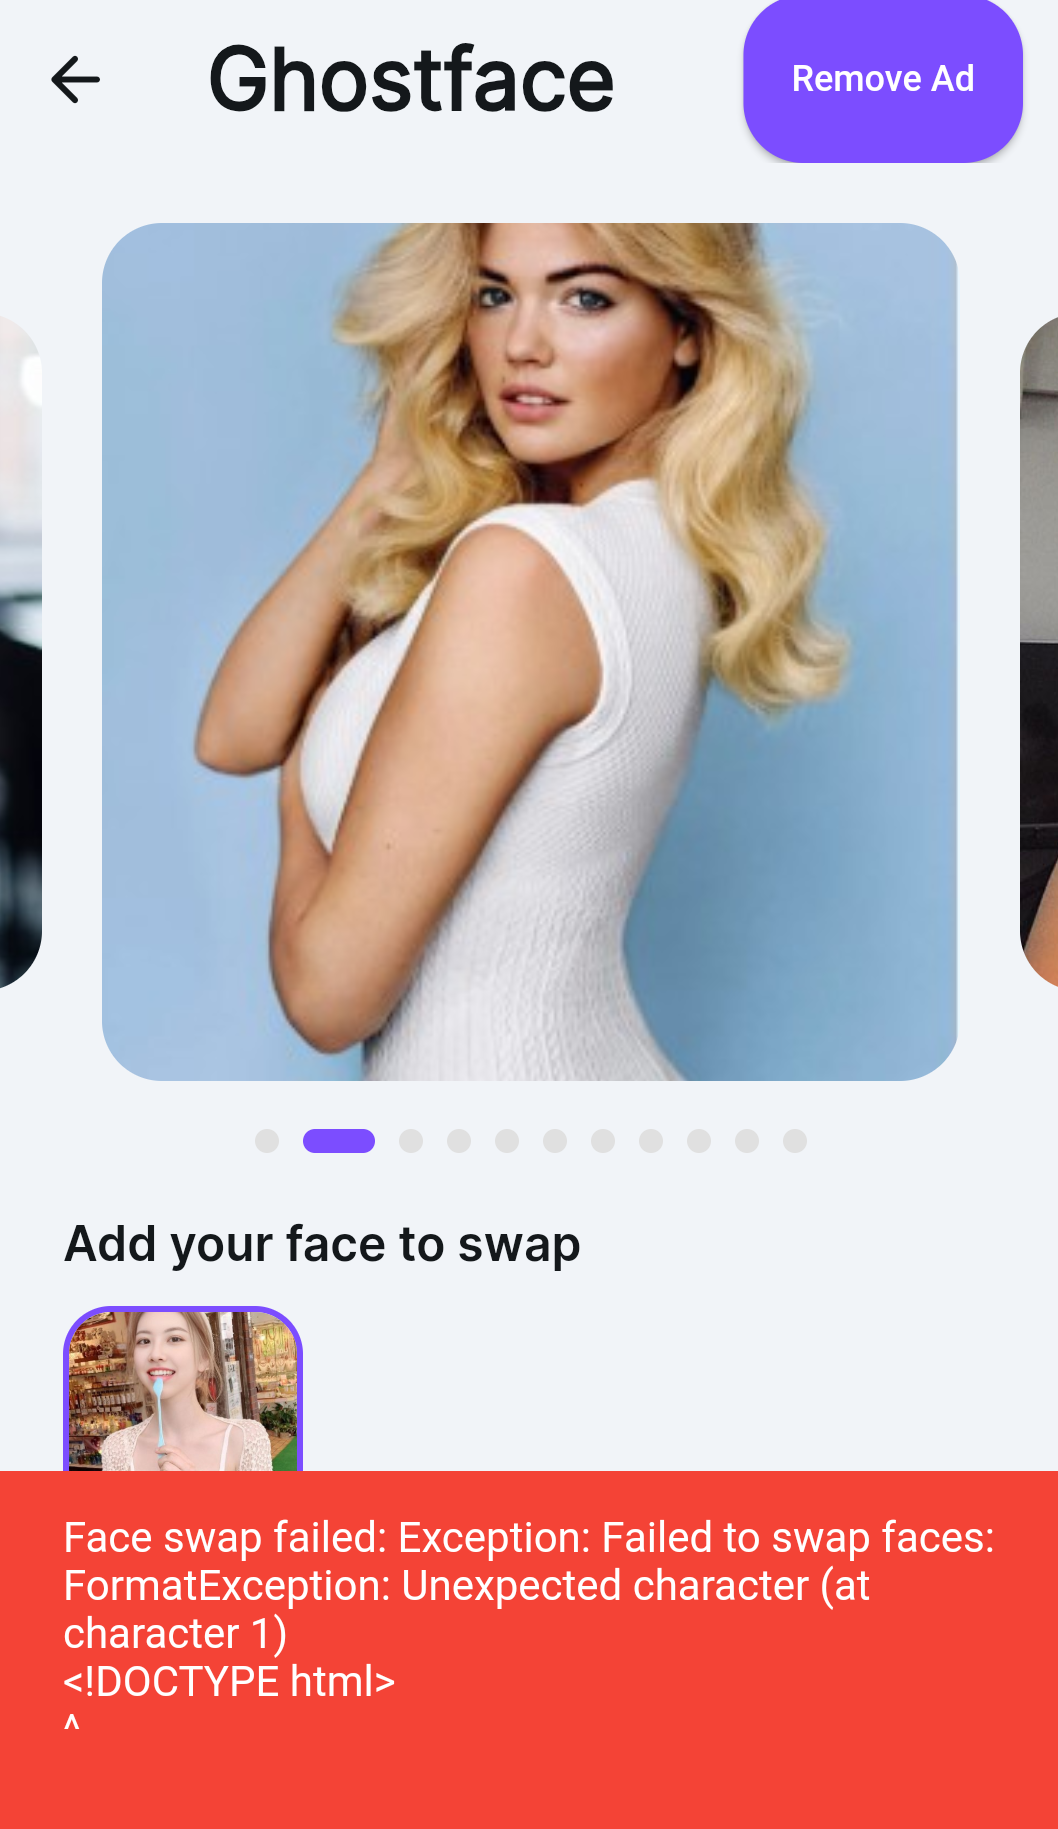 Ghostface
Remove Ad
Add your face to swap
Face swap failed: Exception: Failed to swap faces:
FormatException: Unexpected character (at
character 1)
<!DOCTYPE html>
^